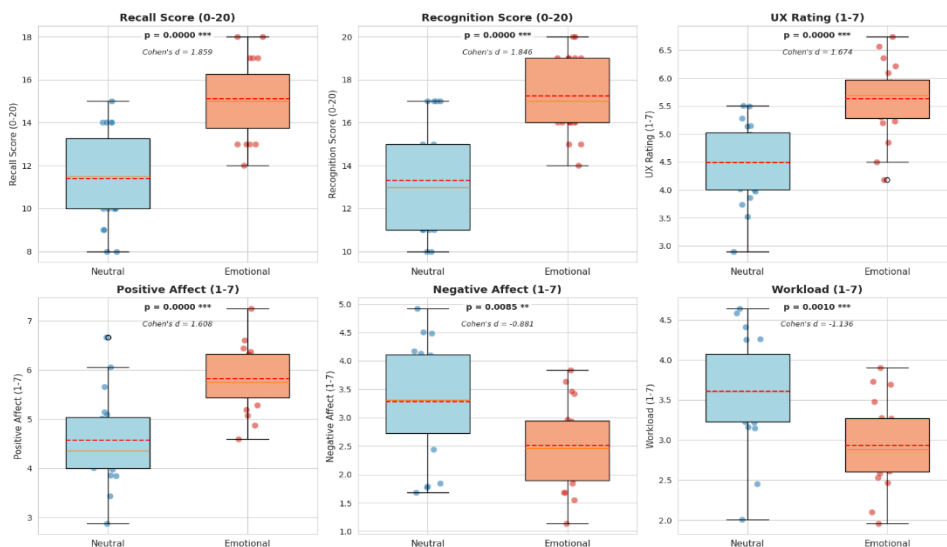 Recall Score (0-20)
p = 0.0000 ***
Cohen's d = 1.859
Recall Score (0-20)
18
16
14
12
10
8
Neutral
Emotional
Recognition Score (0-20)
p = 0.0000 ***
Cohen's d = 1.846
Recognition Score (0-20)
20
18
16
14
12
10
Neutral
Emotional
UX Rating (1-7)
p = 0.0000 ***
Cohen's d = 1.674
UX Rating (1-7)
6.5
6.0
5.5
5.0
4.5
4.0
3.5
3.0
Neutral
Emotional
Positive Affect (1-7)
p = 0.0000 ***
Cohen's d = 1.608
Positive Affect (1-7)
7
6
5
4
3
Neutral
Emotional
Negative Affect (1-7)
p = 0.0085 **
Cohen's d = -0.881
Negative Affect (1-7)
5.0
4.5
4.0
3.5
3.0
2.5
2.0
1.5
1.0
Neutral
Emotional
Workload (1-7)
p = 0.0010 ***
Cohen's d = -1.136
Workload (1-7)
4.5
4.0
3.5
3.0
2.5
2.0
Neutral
Emotional